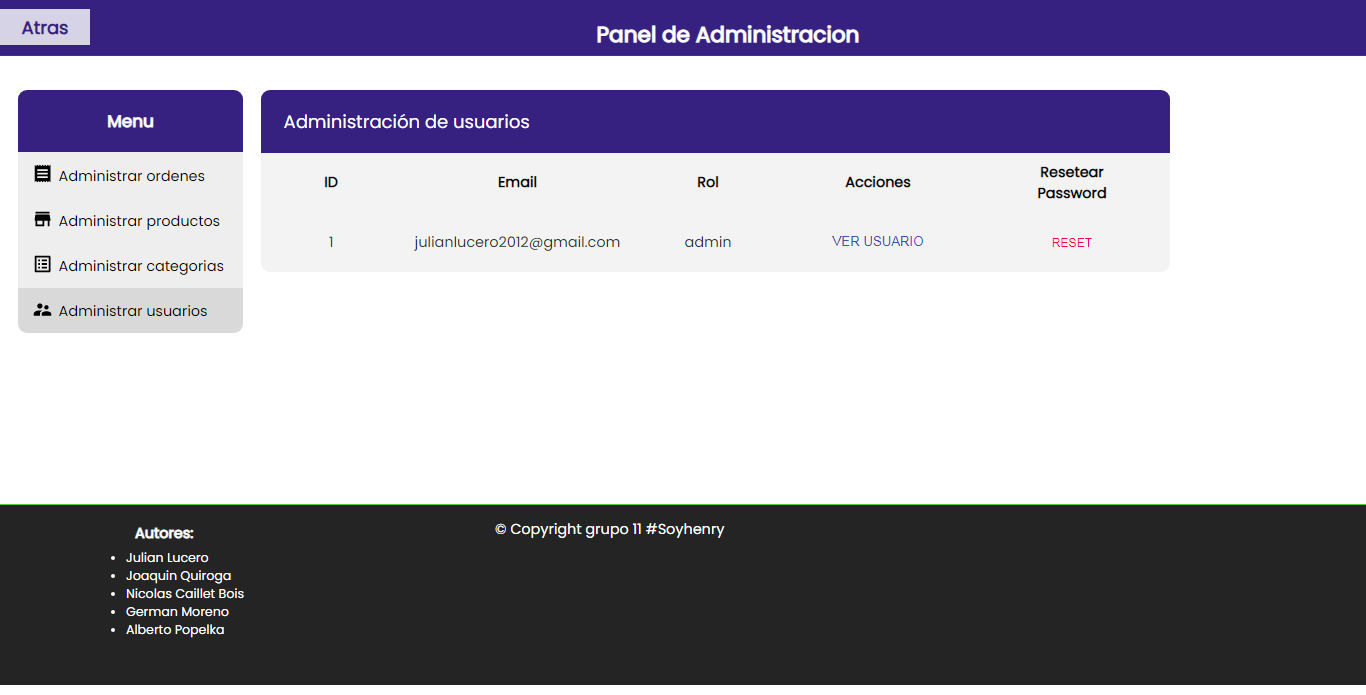 Atras
Panel de Administracion
Menu
Administrar ordenes
Administrar productos
Administrar categorias
Administrar usuarios
Administración de usuarios
ID Email Rol Acciones Resetear
Password
1 julianlucero2012@gmail.com admin VER USUARIO RESET
Autores:
Julian Lucero
Joaquin Quiroga
Nicolas Caillet Bois
German Moreno
Alberto Popelka
© Copyright grupo 11 #Soyhenry